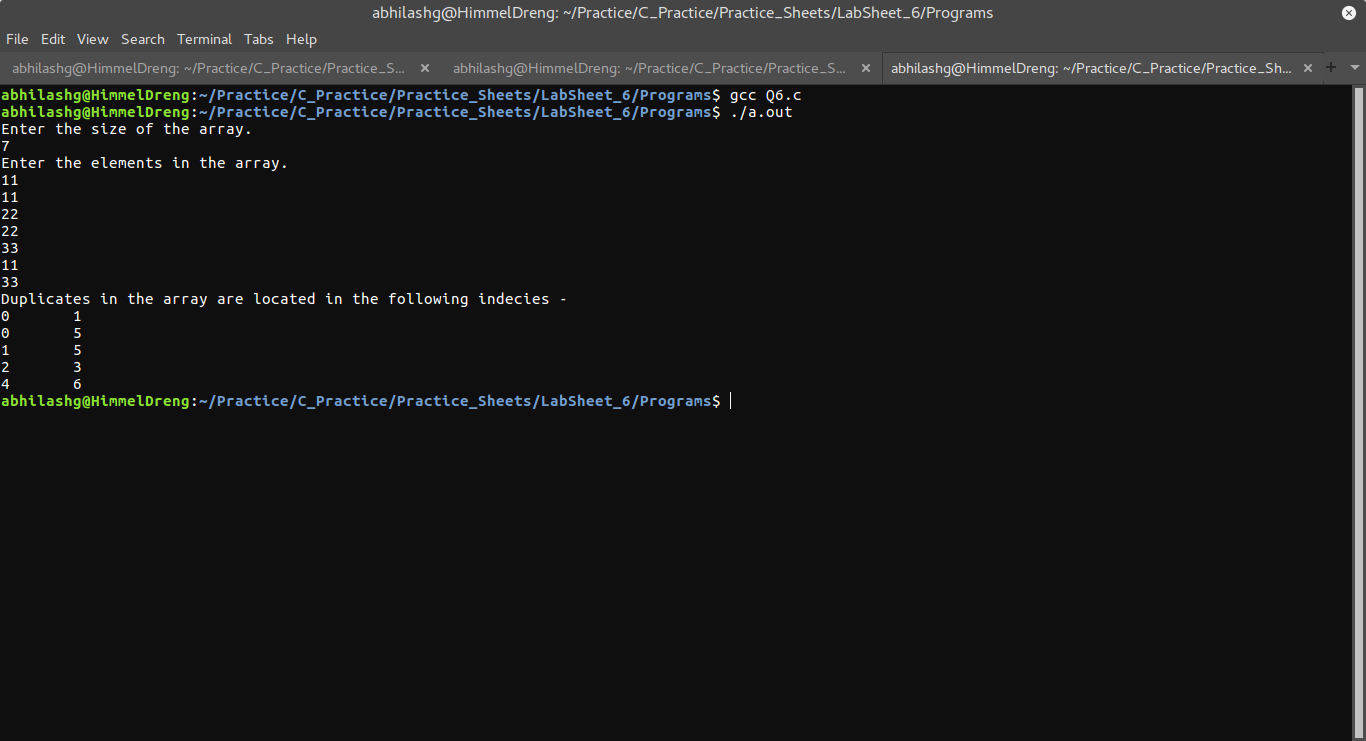 abhilashg@HimmelDreng: ~/Practice/C_Practice/Practice_Sheets/LabSheet_6/Programs
File Edit View Search Terminal Tabs Help
abhilashg@HimmelDreng: ~/Practice/C_Practice/Practice_S... abhilashg@HimmelDreng: ~/Practice/C_Practice/Practice_S... abhilashg@HimmelDreng: ~/Practice/C_Practice/Practice_Sh...
abhilashg@HimmelDreng:~/Practice/C_Practice/Practice_Sheets/LabSheet_6/Programs$ gcc Q6.c
abhilashg@HimmelDreng:~/Practice/C_Practice/Practice_Sheets/LabSheet_6/Programs$ ./a.out
Enter the size of the array.
7
Enter the elements in the array.
11
11
22
22
33
11
33
Duplicates in the array are located in the following indecies -
0 1
0 5
1 5
2 3
4 6
abhilashg@HimmelDreng:~/Practice/C_Practice/Practice_Sheets/LabSheet_6/Programs$